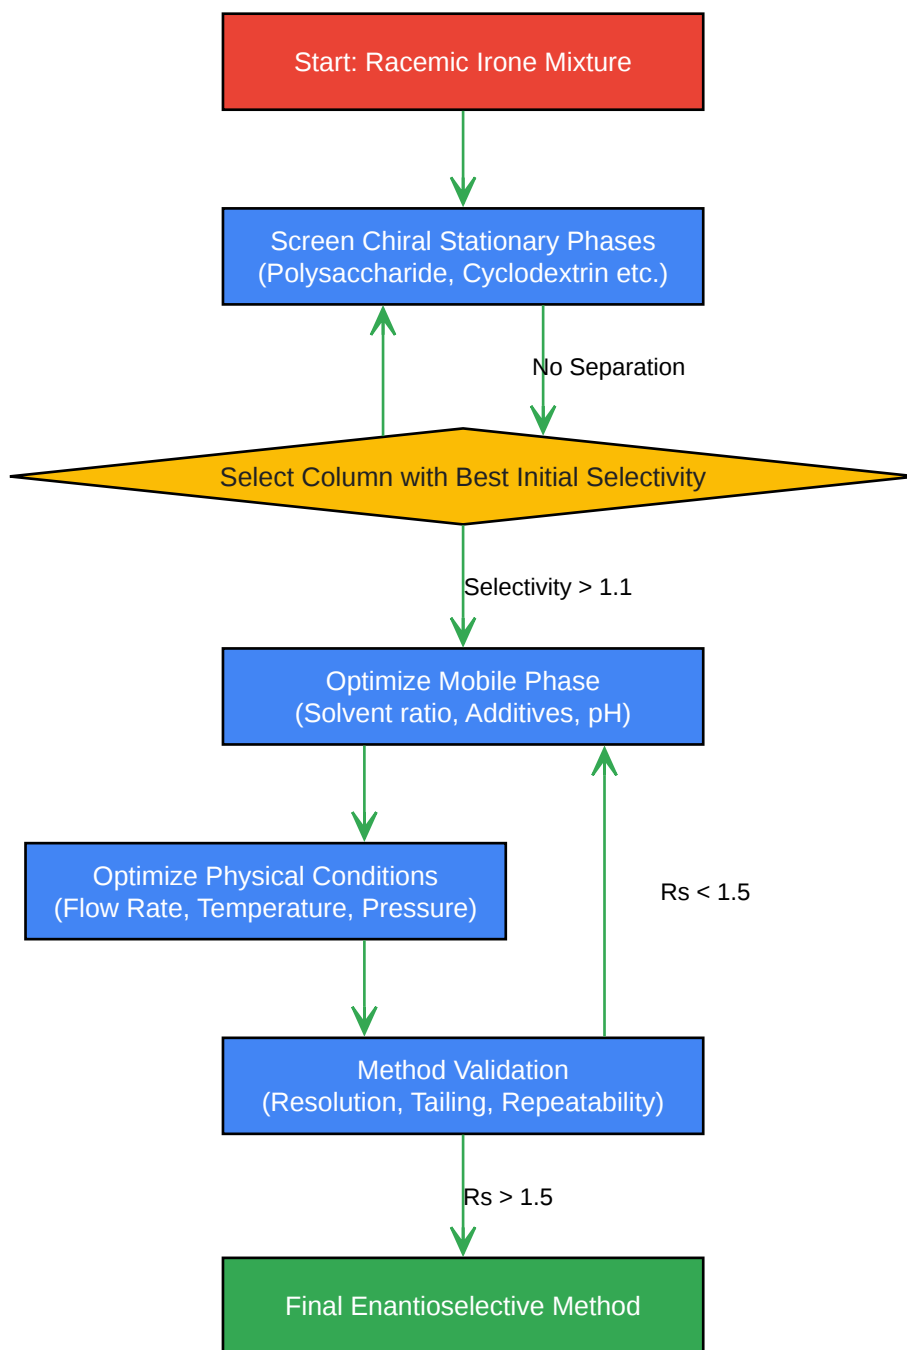 Start: Racemic Irone Mixture
Screen Chiral Stationary Phases
(Polysaccharide, Cyclodextrin etc.)
No Separation
Select Column with Best Initial Selectivity
Selectivity > 1.1
Optimize Mobile Phase
(Solvent ratio, Additives, pH)
Optimize Physical Conditions
(Flow Rate, Temperature, Pressure)
Rs < 1.5
Method Validation
(Resolution, Tailing, Repeatability)
Rs > 1.5
Final Enantioselective Method